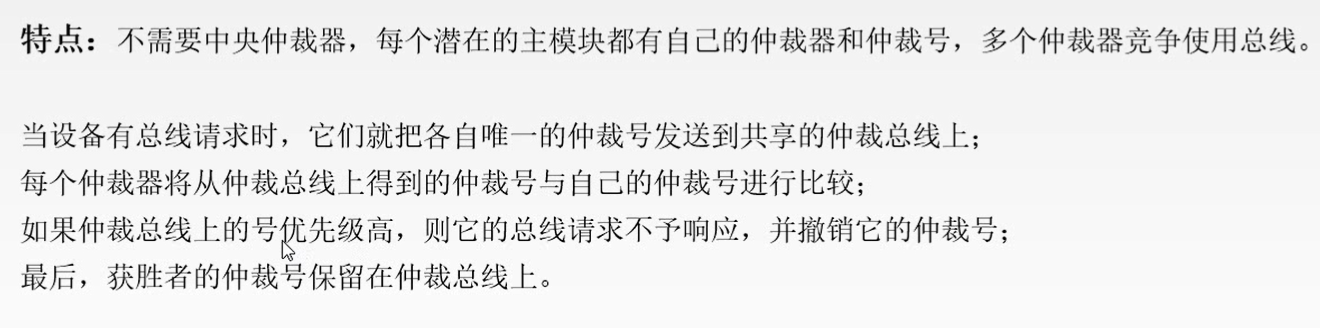 特点：不需要中央仲裁器，每个潜在的主模块都有自己的仲裁器和仲裁号，多个仲裁器竞争使用总线。
当设备有总线请求时，它们就把各自唯一的仲裁号发送到共享的仲裁总线上；
每个仲裁器将从仲裁总线上得到的仲裁号与自己的仲裁号进行比较；
如果仲裁总线上的号优先级高，则它的总线请求不予响应，并撤销它的仲裁号；
最后，获胜者的仲裁号保留在仲裁总线上。